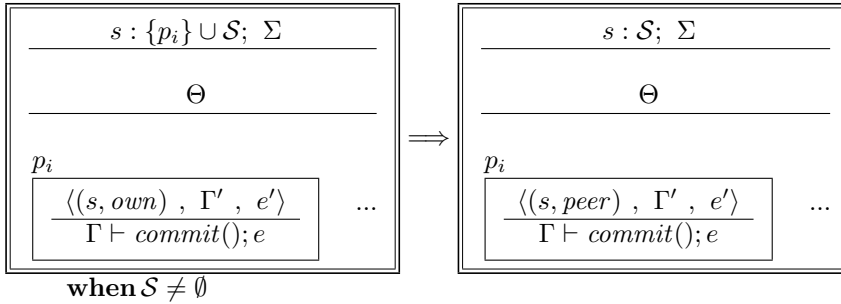 s : {p_i} ∪ 𝒮; Σ
Θ
p_i
⟨(s, own) , Γ′ , e′⟩
Γ ⊢ commit(); e
...
when 𝒮 ≠ ∅
⟹
s : 𝒮; Σ
Θ
p_i
⟨(s, peer) , Γ′ , e′⟩
Γ ⊢ commit(); e
...